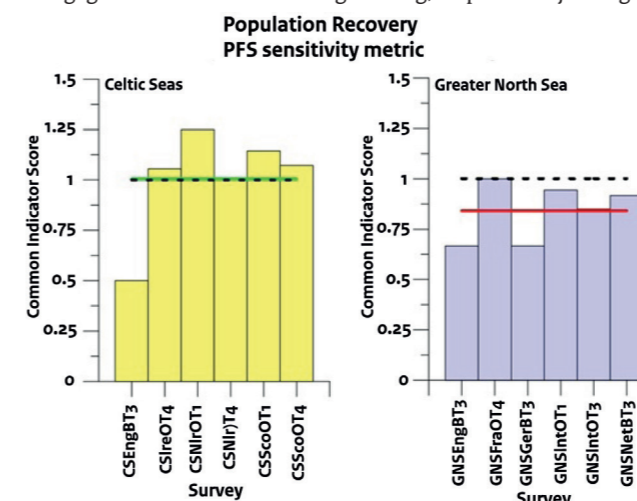 Population Recovery
PFS sensitivity metric
Celtic Seas
Common Indicator Score
1.5
1.25
1
0.75
0.5
0.25
0
CSEngBT3
CSIreOT4
CSNIrOT1
CSNIr)T4
CSScoOT1
CSScoOT4
Survey
Greater North Sea
Common Indicator Score
1.5
1.25
1
0.75
0.5
0.25
0
GNSEngBT3
GNSFraOT4
GNSGerBT3
GNSIntOT1
GNSIntOT3
GNSNetBT3
Survey